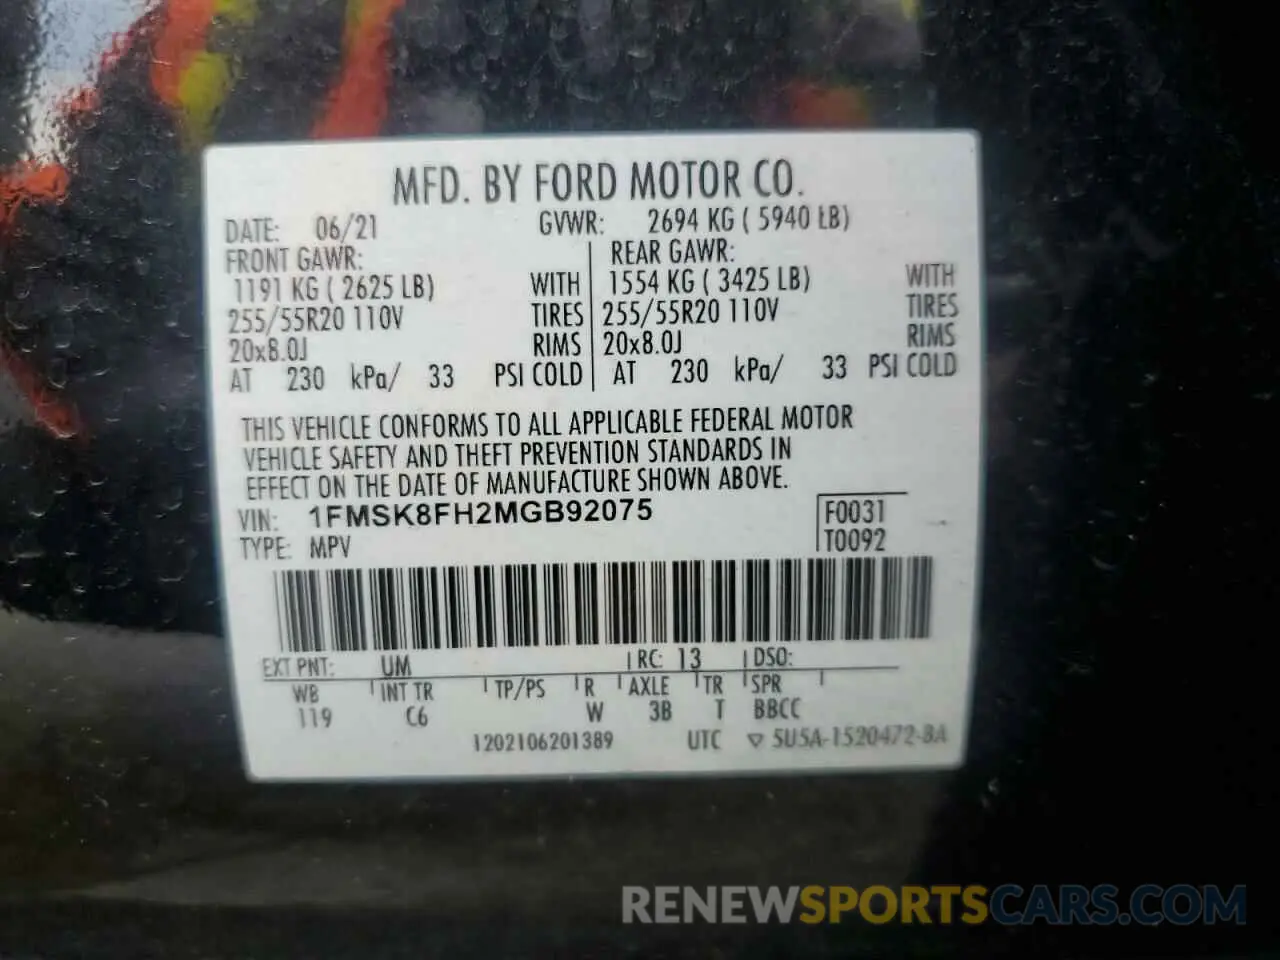 MFD. BY FORD MOTOR CO.
DATE: 06/21 GVWR: 2694 KG ( 5940 LB)
FRONT GAWR: REAR GAWR:
1191 KG ( 2625 LB) WITH 1554 KG ( 3425 LB) WITH
255/55R20 110V TIRES 255/55R20 110V TIRES
20x8.0J RIMS 20x8.0J RIMS
AT 230 kPa/ 33 PSI COLD AT 230 kPa/ 33 PSI COLD
THIS VEHICLE CONFORMS TO ALL APPLICABLE FEDERAL MOTOR
VEHICLE SAFETY AND THEFT PREVENTION STANDARDS IN
EFFECT ON THE DATE OF MANUFACTURE SHOWN ABOVE.
VIN: 1FMSK8FH2MGB92075 F0031
TYPE: MPV T0092
EXT PNT: UM RC: 13 DSO:
WB INT TR TP/PS R AXLE TR SPR
119 C6 W 3B T BBCC
1202106201389 UTC ▽ 5U5A-1520472-BA
RENEWSPORTSCARS.COM